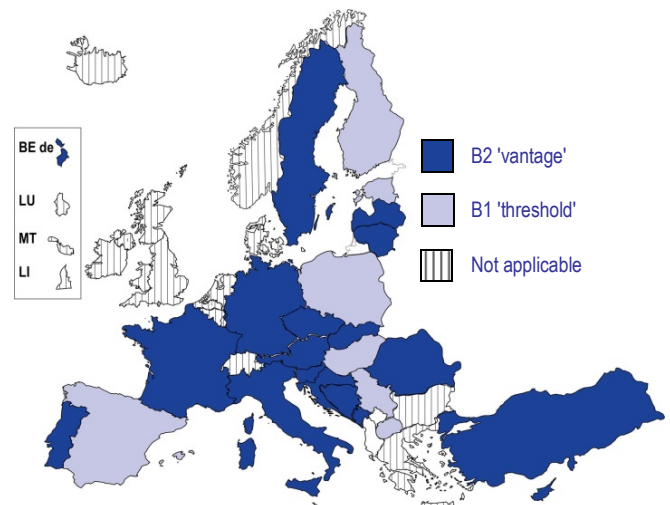 BE de
LU
MT
LI
B2 'vantage'
B1 'threshold'
Not applicable